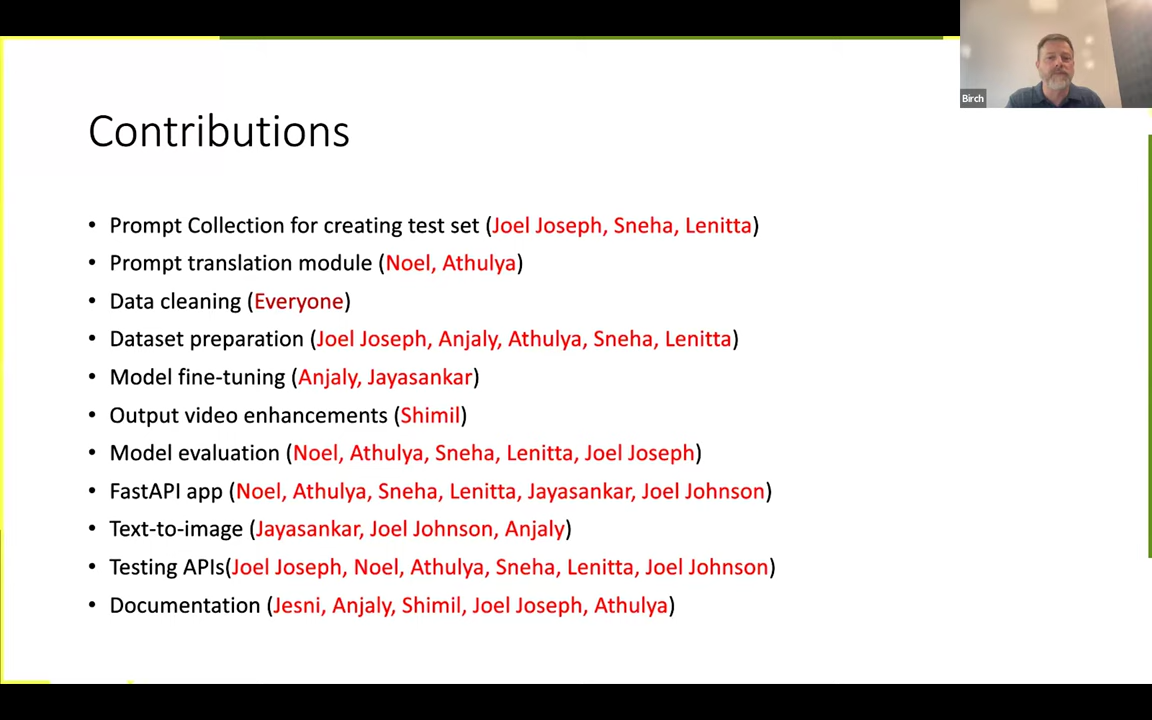 Birch
Contributions
• Prompt Collection for creating test set (Joel Joseph, Sneha, Lenitta)
• Prompt translation module (Noel, Athulya)
• Data cleaning (Everyone)
• Dataset preparation (Joel Joseph, Anjaly, Athulya, Sneha, Lenitta)
• Model fine-tuning (Anjaly, Jayasankar)
• Output video enhancements (Shimil)
• Model evaluation (Noel, Athulya, Sneha, Lenitta, Joel Joseph)
• FastAPI app (Noel, Athulya, Sneha, Lenitta, Jayasankar, Joel Johnson)
• Text-to-image (Jayasankar, Joel Johnson, Anjaly)
• Testing APIs(Joel Joseph, Noel, Athulya, Sneha, Lenitta, Joel Johnson)
• Documentation (Jesni, Anjaly, Shimil, Joel Joseph, Athulya)